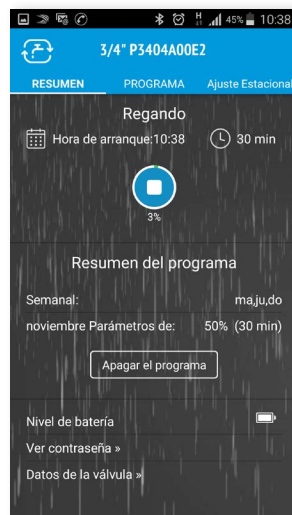 45% 10:38
3/4" P3404A00E2
RESUMEN PROGRAMA Ajuste Estacional
Regando
Hora de arranque:10:38 30 min
3%
Resumen del programa
Semanal: ma,ju,do
noviembre Parámetros de: 50% (30 min)
Apagar el programa
Nivel de batería
Ver contraseña »
Datos de la válvula »